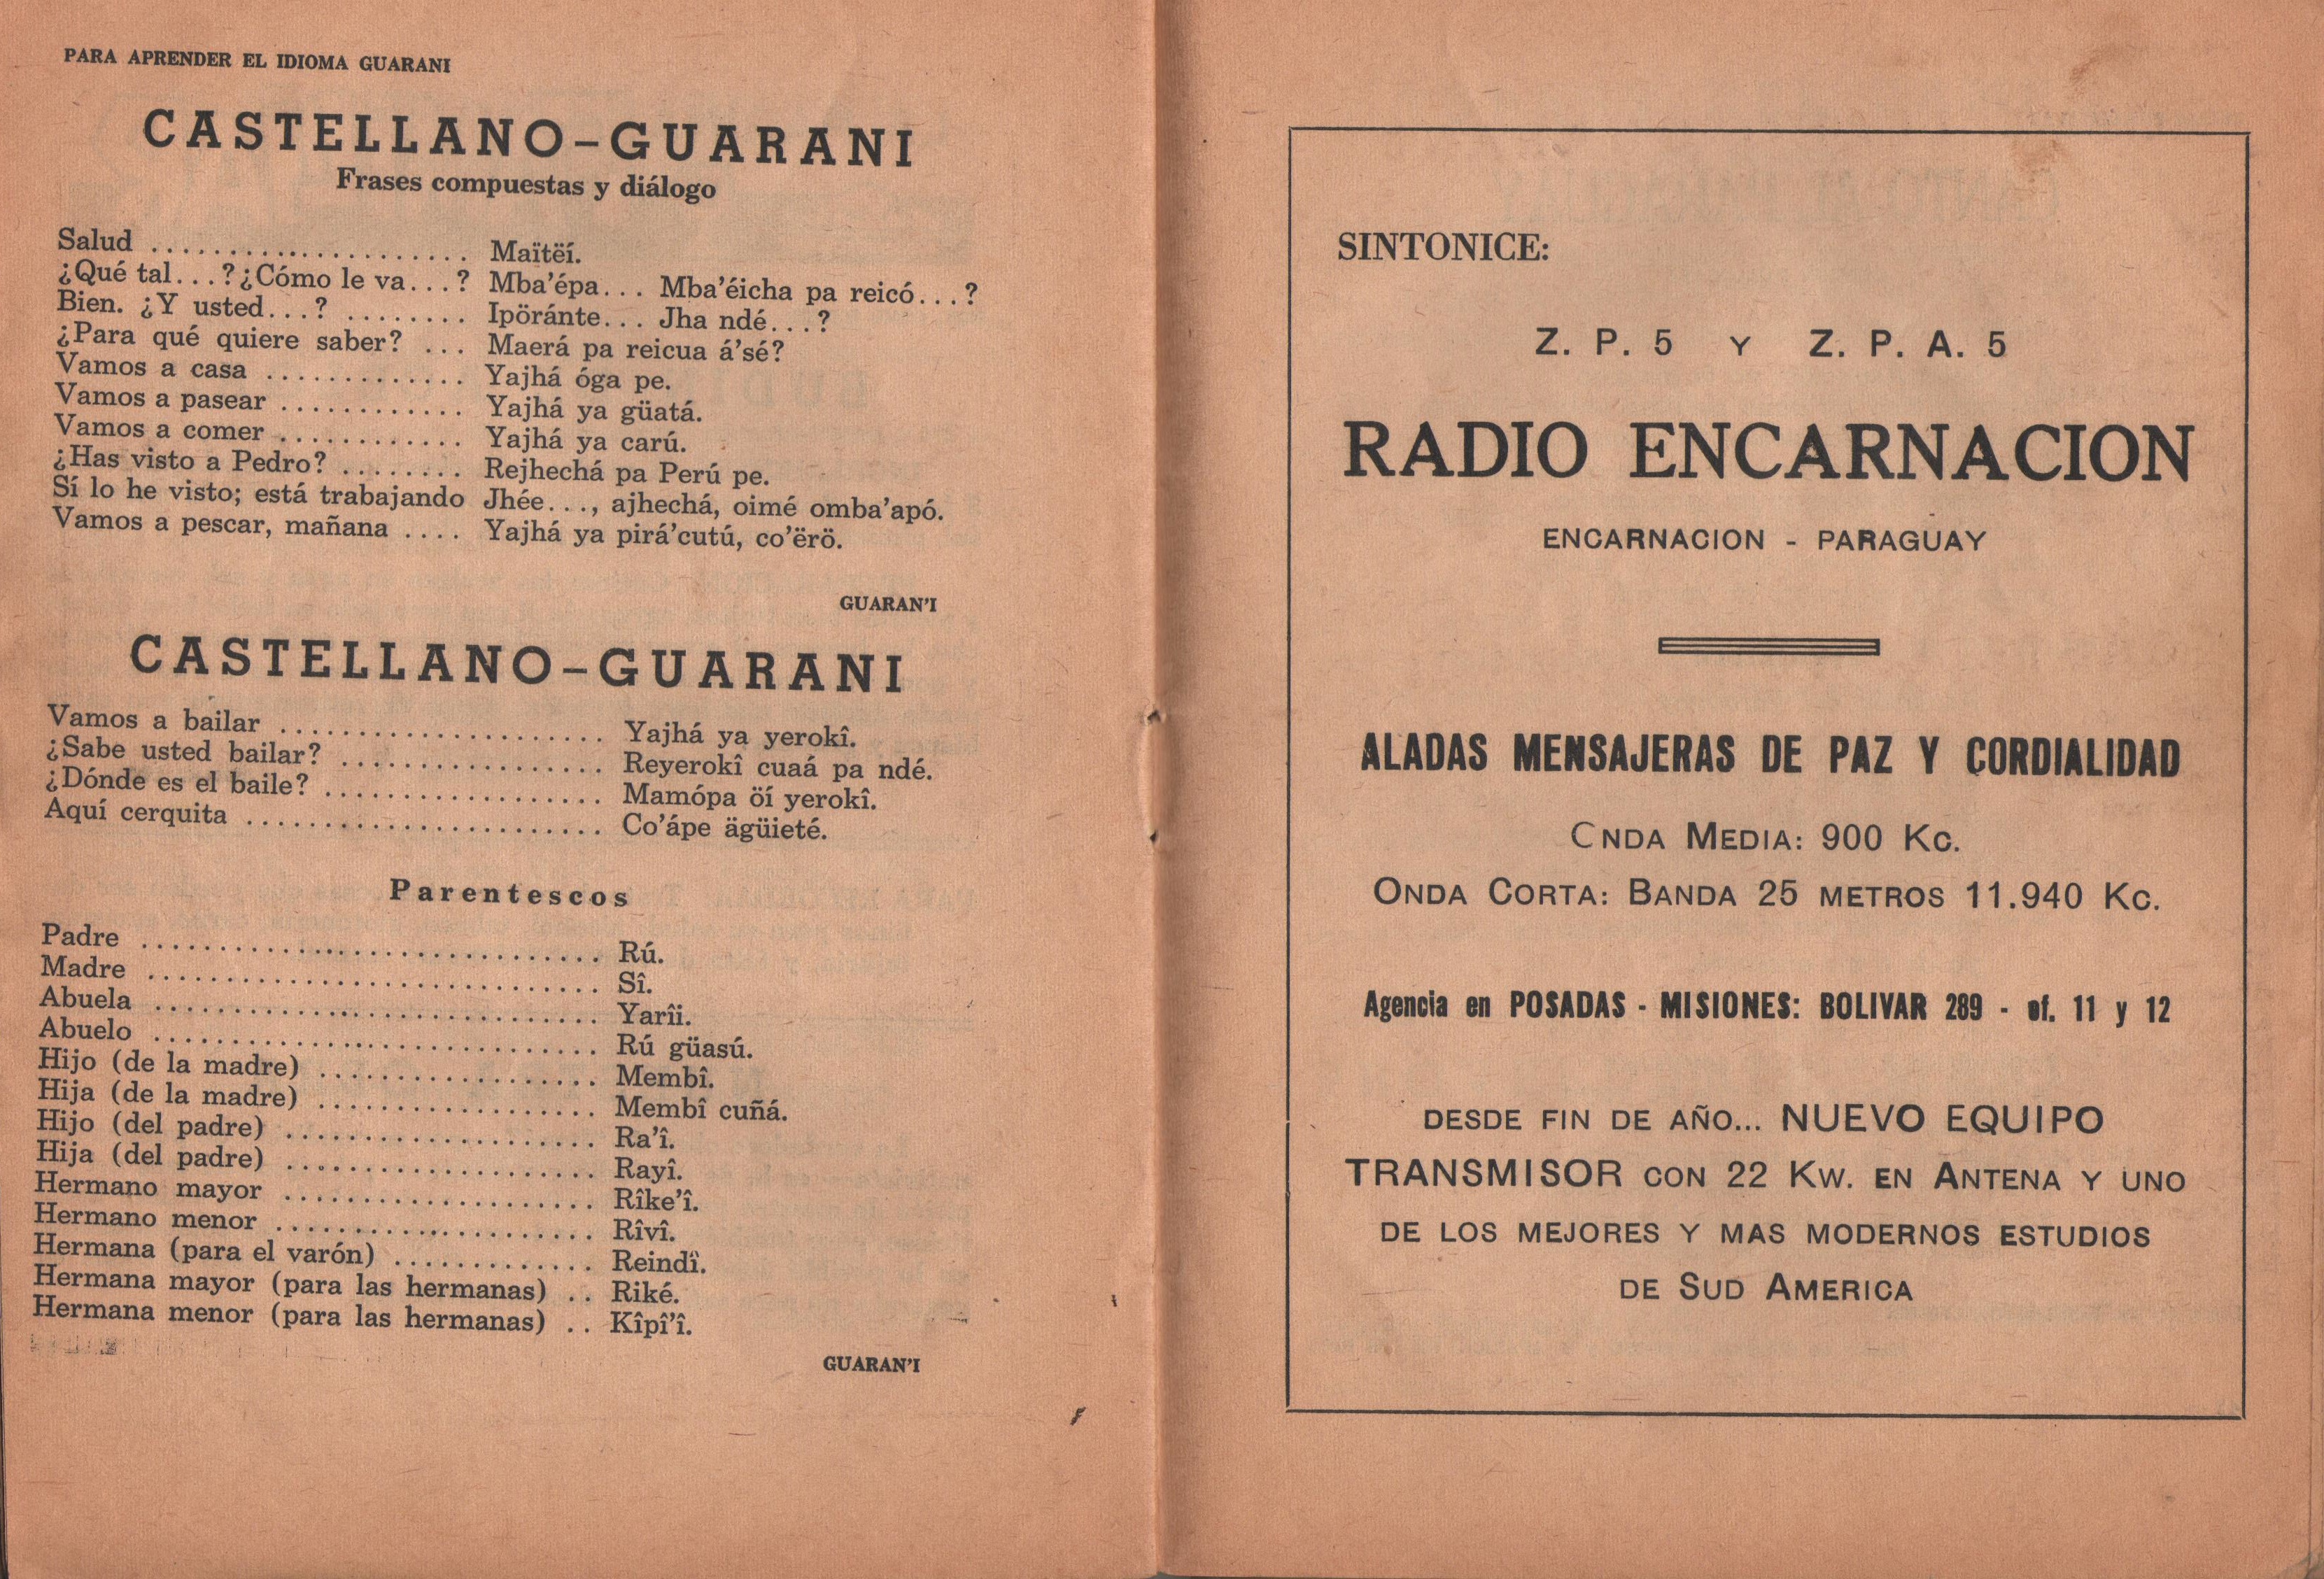 PARA APRENDER EL IDIOMA GUARANI
CASTELLANO-GUARANI
Frases compuestas y diálogo
Salud .................... Maïtëí.
¿Qué tal...?¿Cómo le va...? Mba'épa... Mba'éicha pa reicó...?
Bien. ¿Y usted...? ........ Ipöránte... Jha ndé...?
¿Para qué quiere saber? ... Maerá pa reicua á'sé?
Vamos a casa ............. Yajhá óga pe.
Vamos a pasear ............ Yajhá ya güatá.
Vamos a comer ............ Yajhá ya carú.
¿Has visto a Pedro? ........ Rejhechá pa Perú pe.
Sí lo he visto; está trabajando Jhée..., ajhechá, oimé omba'apó.
Vamos a pescar, mañana .... Yajhá ya pirá'cutú, co'ërö.
GUARAN'I
CASTELLANO-GUARANI
Vamos a bailar ..................... Yajhá ya yerokî.
¿Sabe usted bailar? ................. Reyerokî cuaá pa ndé.
¿Dónde es el baile? .................. Mamópa öí yerokî.
Aquí cerquita ....................... Co'ápe ägüieté.
Parentescos
Padre .............................. Rú.
Madre .............................. Sî.
Abuela ............................. Yarîi.
Abuelo ............................. Rú güasú.
Hijo (de la madre) .................. Membî.
Hija (de la madre) .................. Membî cuñá.
Hijo (del padre) .................... Ra'î.
Hija (del padre) .................... Rayî.
Hermano mayor .................... Rîke'î.
Hermano menor ..................... Rîvî.
Hermana (para el varón) ............. Reindî.
Hermana mayor (para las hermanas) .. Riké.
Hermana menor (para las hermanas) .. Kîpî'î.
GUARAN'I
SINTONICE:
Z. P. 5 Y Z. P. A. 5
RADIO ENCARNACION
ENCARNACION - PARAGUAY
ALADAS MENSAJERAS DE PAZ Y CORDIALIDAD
CNDA MEDIA: 900 KC.
ONDA CORTA: BANDA 25 METROS 11.940 KC.
Agencia en POSADAS - MISIONES: BOLIVAR 289 - of. 11 y 12
DESDE FIN DE AÑO... NUEVO EQUIPO
TRANSMISOR CON 22 KW. EN ANTENA Y UNO
DE LOS MEJORES Y MAS MODERNOS ESTUDIOS
DE SUD AMERICA